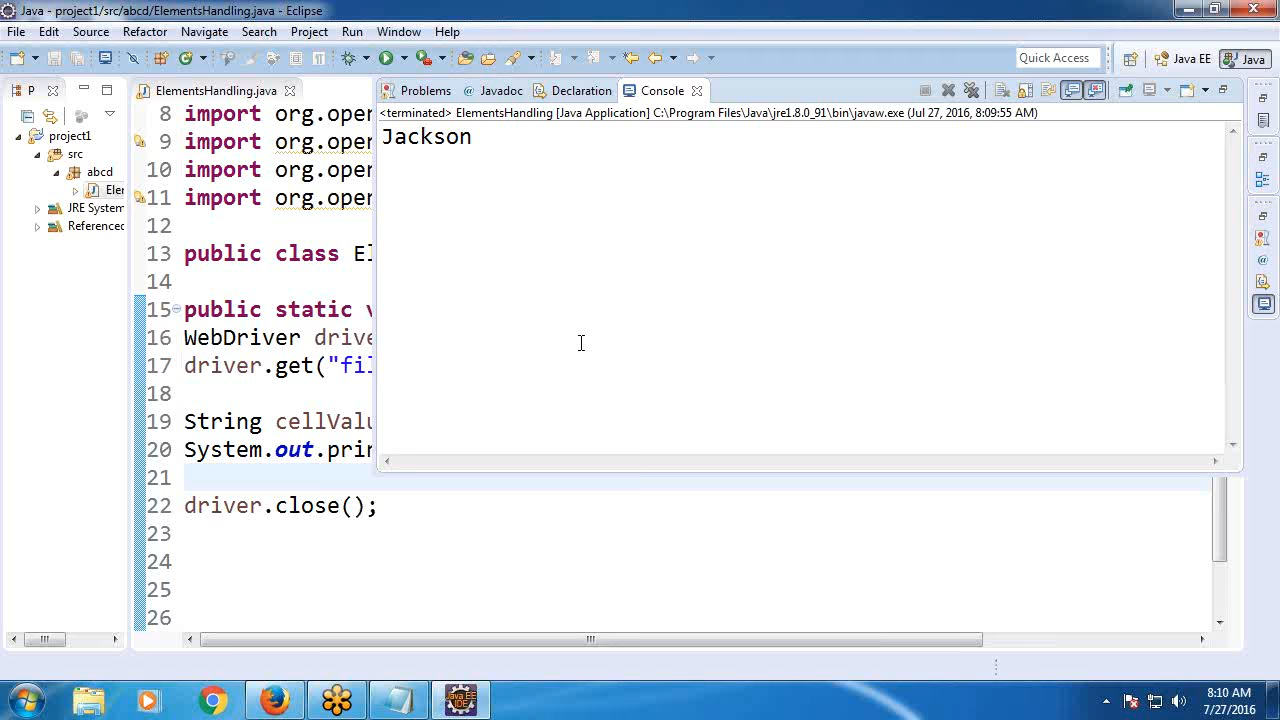 Java - project1/src/abcd/ElementsHandling.java - Eclipse
File Edit Source Refactor Navigate Search Project Run Window Help
Quick Access Java EE Java
P ElementsHandling.java Problems Javadoc Declaration Console
<terminated> ElementsHandling [Java Application] C:\Program Files\Java\jre1.8.0_91\bin\javaw.exe (Jul 27, 2016, 8:09:55 AM)
Jackson
project1
src
abcd
Eler
JRE System
Referenced
8 import org.oper
9 import org.oper
10 import org.oper
11 import org.oper
12
13 public class El
14
15 public static v
16 WebDriver drive
17 driver.get("fil
18
19 String cellValu
20 System.out.prin
21
22 driver.close();
23
24
25
26
Java EE
IDE
8:10 AM
7/27/2016